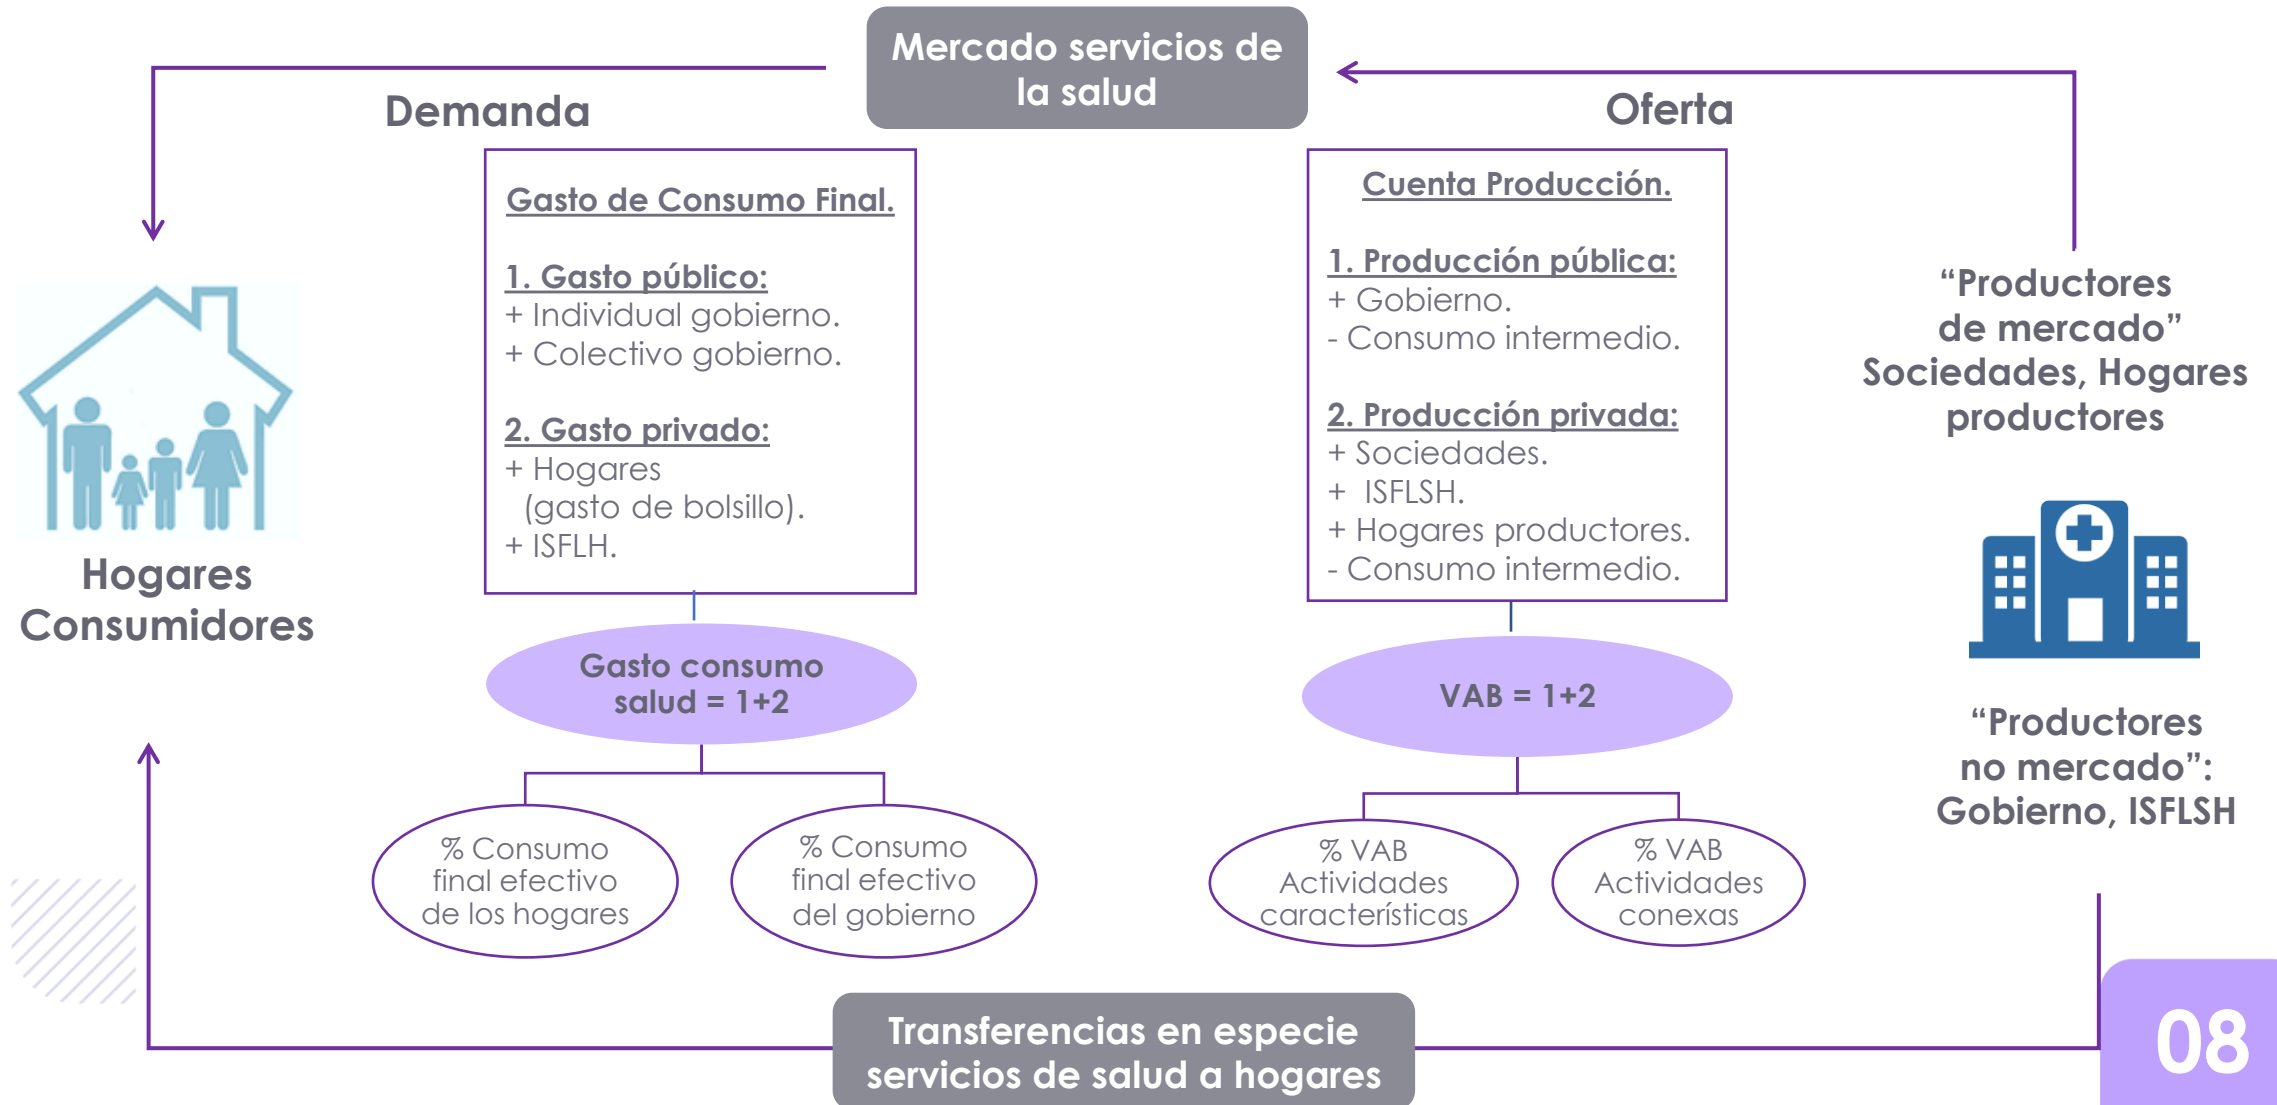 Mercado servicios de
la salud
Demanda
Oferta
Gasto de Consumo Final.
1. Gasto público:
+ Individual gobierno.
+ Colectivo gobierno.
2. Gasto privado:
+ Hogares
(gasto de bolsillo).
+ ISFLH.
Gasto consumo
salud = 1+2
% Consumo
final efectivo
de los hogares
% Consumo
final efectivo
del gobierno
Cuenta Producción.
1. Producción pública:
+ Gobierno.
- Consumo intermedio.
2. Producción privada:
+ Sociedades.
+ ISFLSH.
+ Hogares productores.
- Consumo intermedio.
VAB = 1+2
% VAB
Actividades
características
% VAB
Actividades
conexas
Hogares
Consumidores
“Productores
de mercado”
Sociedades, Hogares
productores
“Productores
no mercado”:
Gobierno, ISFLSH
Transferencias en especie
servicios de salud a hogares
08